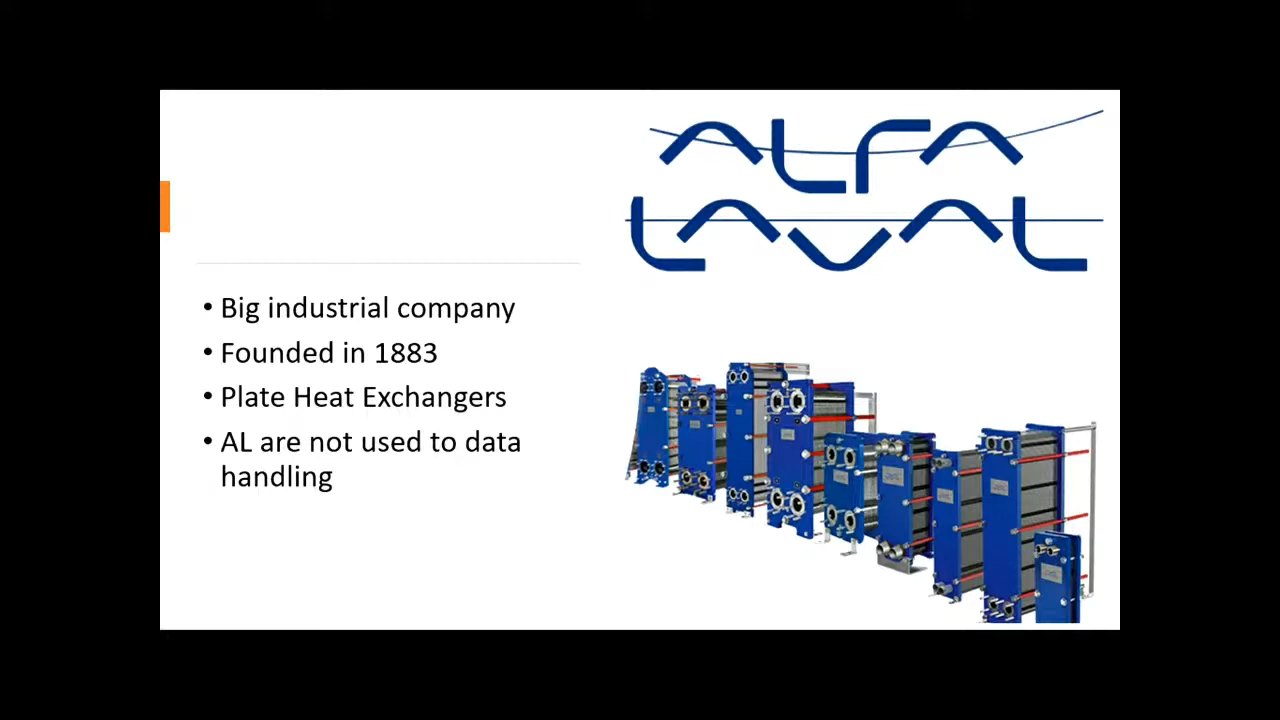 ALFA
LAVAL
• Big industrial company
• Founded in 1883
• Plate Heat Exchangers
• AL are not used to data
handling